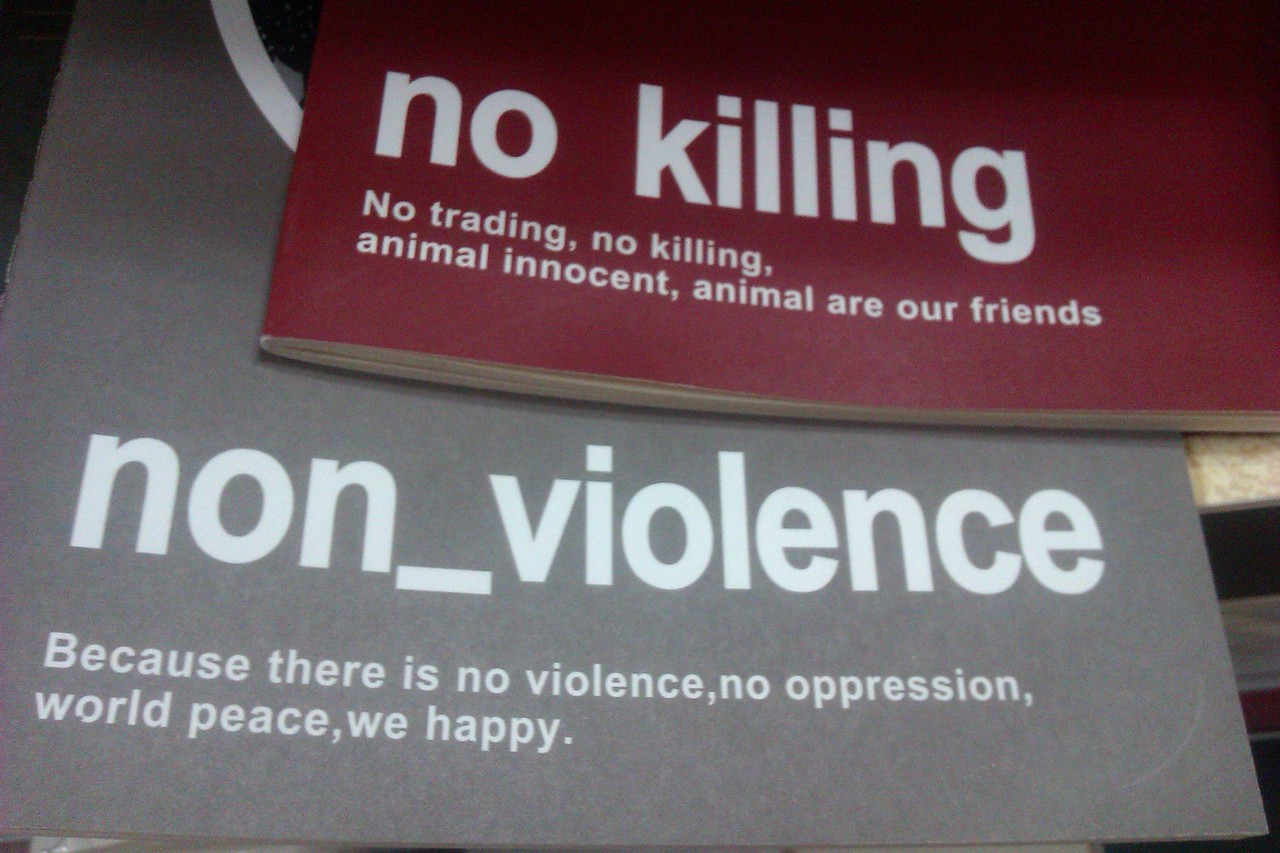 no killing
No trading, no killing,
animal innocent, animal are our friends
non_violence
Because there is no violence,no oppression,
world peace,we happy.